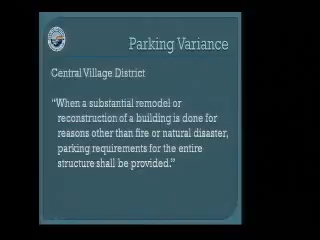 Parking Variance
Central Village District
"When a substantial remodel or
reconstruction of a building is done for
reasons other than fire or natural disaster,
parking requirements for the entire
structure shall be provided."